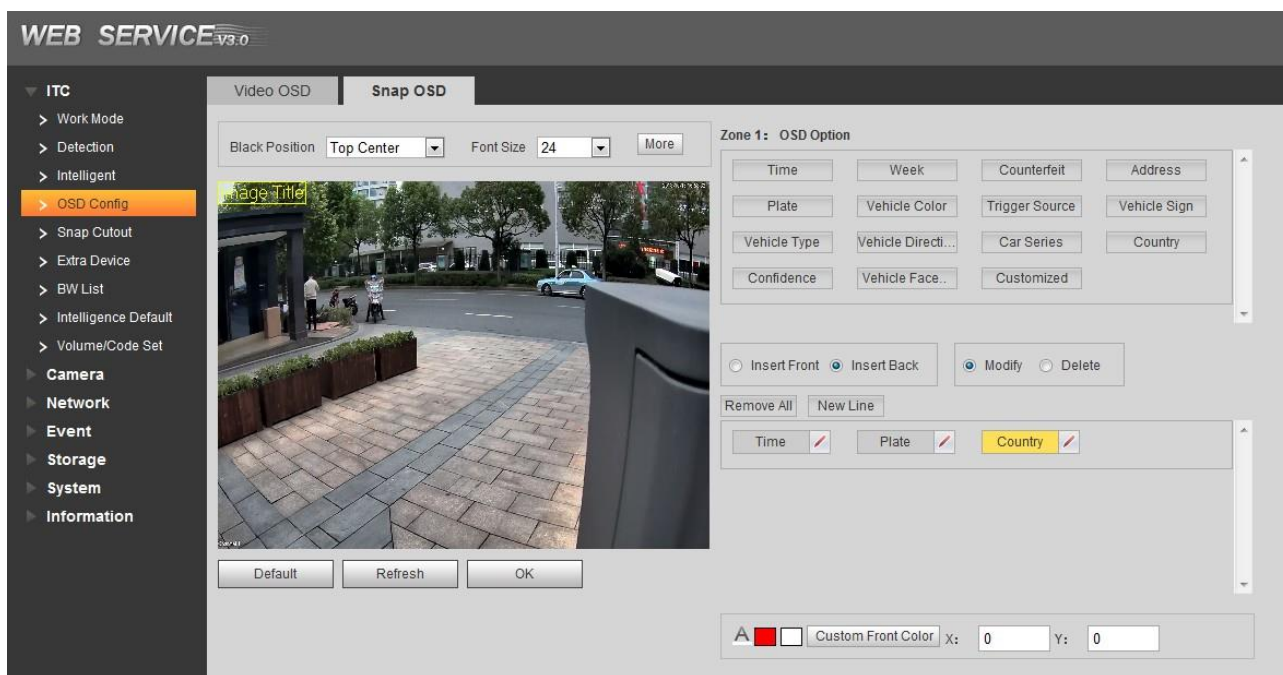 WEB SERVICE V3.0
ITC
Work Mode
Detection
Intelligent
OSD Config
Snap Cutout
Extra Device
BW List
Intelligence Default
Volume/Code Set
Camera
Network
Event
Storage
System
Information
Video OSD Snap OSD
Black Position Top Center Font Size 24 More
Image Title
Default Refresh OK
Zone 1: OSD Option
Time Week Counterfeit Address
Plate Vehicle Color Trigger Source Vehicle Sign
Vehicle Type Vehicle Directi... Car Series Country
Confidence Vehicle Face.. Customized
Insert Front Insert Back Modify Delete
Remove All New Line
Time Plate Country
A Custom Front Color X: 0 Y: 0